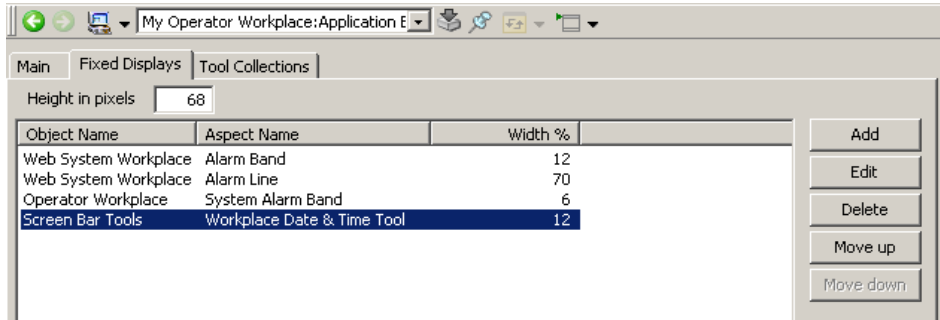 My Operator Workplace:Application E
Main Fixed Displays Tool Collections
Height in pixels 68
Object Name Aspect Name Width %
Web System Workplace Alarm Band 12
Web System Workplace Alarm Line 70
Operator Workplace System Alarm Band 6
Screen Bar Tools Workplace Date & Time Tool 12
Add
Edit
Delete
Move up
Move down